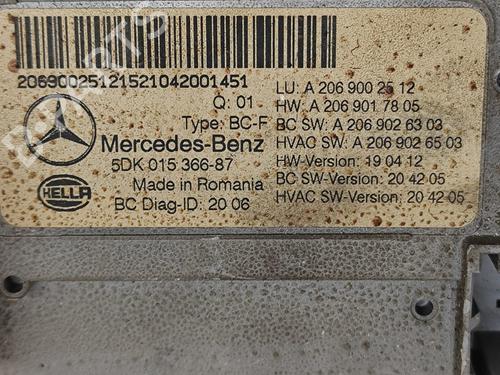 20690025121521042001451
Q: 01
Type: BC-F
Mercedes-Benz
5DK 015 366-87
HELLA
Made in Romania
BC Diag-ID: 20 06
LU: A 206 900 25 12
HW: A 206 901 78 05
BC SW: A 206 902 63 03
HVAC SW: A 206 902 65 03
HW-Version: 19 04 12
BC SW-Version: 20 42 05
HVAC SW-Version: 20 42 05